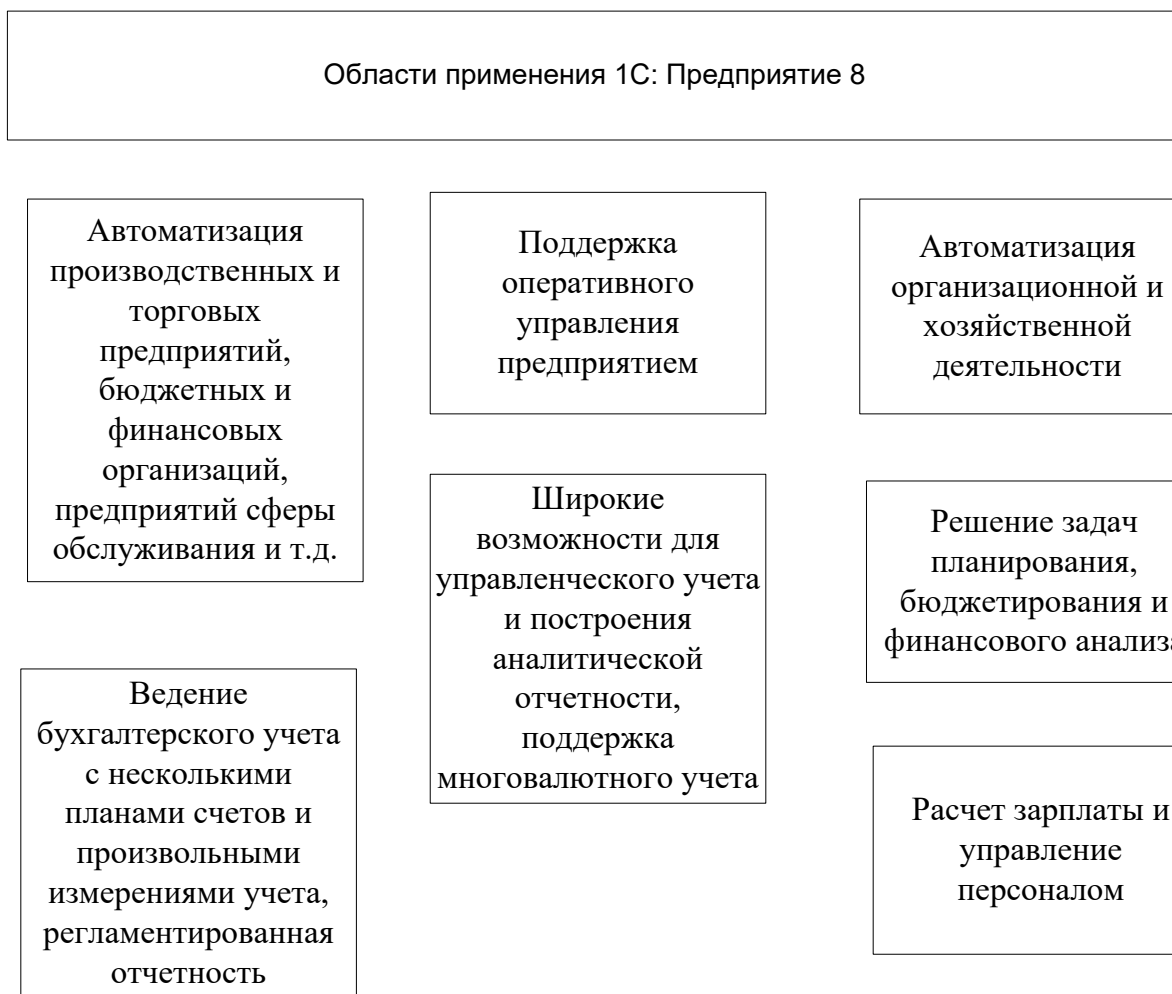 Области применения 1С: Предприятие 8
Автоматизация
производственных и
торговых
предприятий,
бюджетных и
финансовых
организаций,
предприятий сферы
обслуживания и т.д.
Поддержка
оперативного
управления
предприятием
Автоматизация
организационной и
хозяйственной
деятельности
Широкие
возможности для
управленческого учета
и построения
аналитической
отчетности,
поддержка
многовалютного учета
Решение задач
планирования,
бюджетирования и
финансового анализа
Ведение
бухгалтерского учета
с несколькими
планами счетов и
произвольными
измерениями учета,
регламентированная
отчетность
Расчет зарплаты и
управление
персоналом